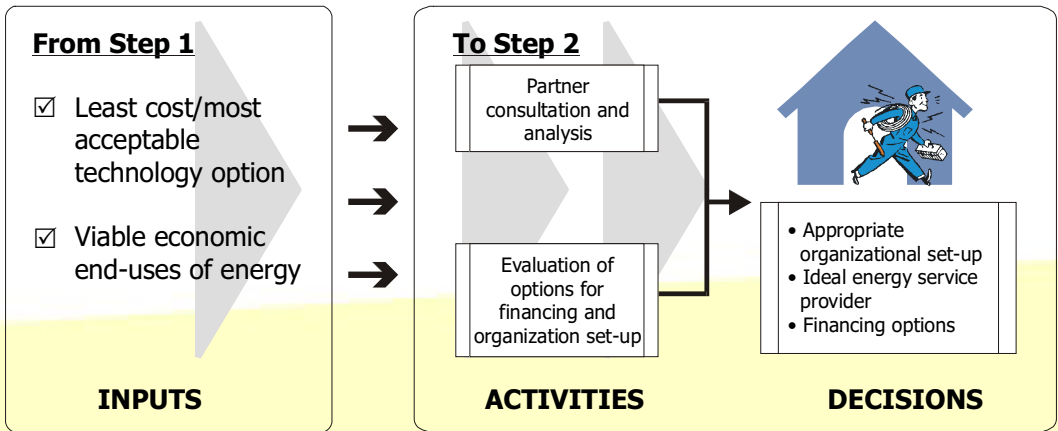 From Step 1
☑ Least cost/most
acceptable
technology option
☑ Viable economic
end-uses of energy
INPUTS
To Step 2
Partner
consultation and
analysis
Evaluation of
options for
financing and
organization set-up
ACTIVITIES
• Appropriate
organizational set-up
• Ideal energy service
provider
• Financing options
DECISIONS